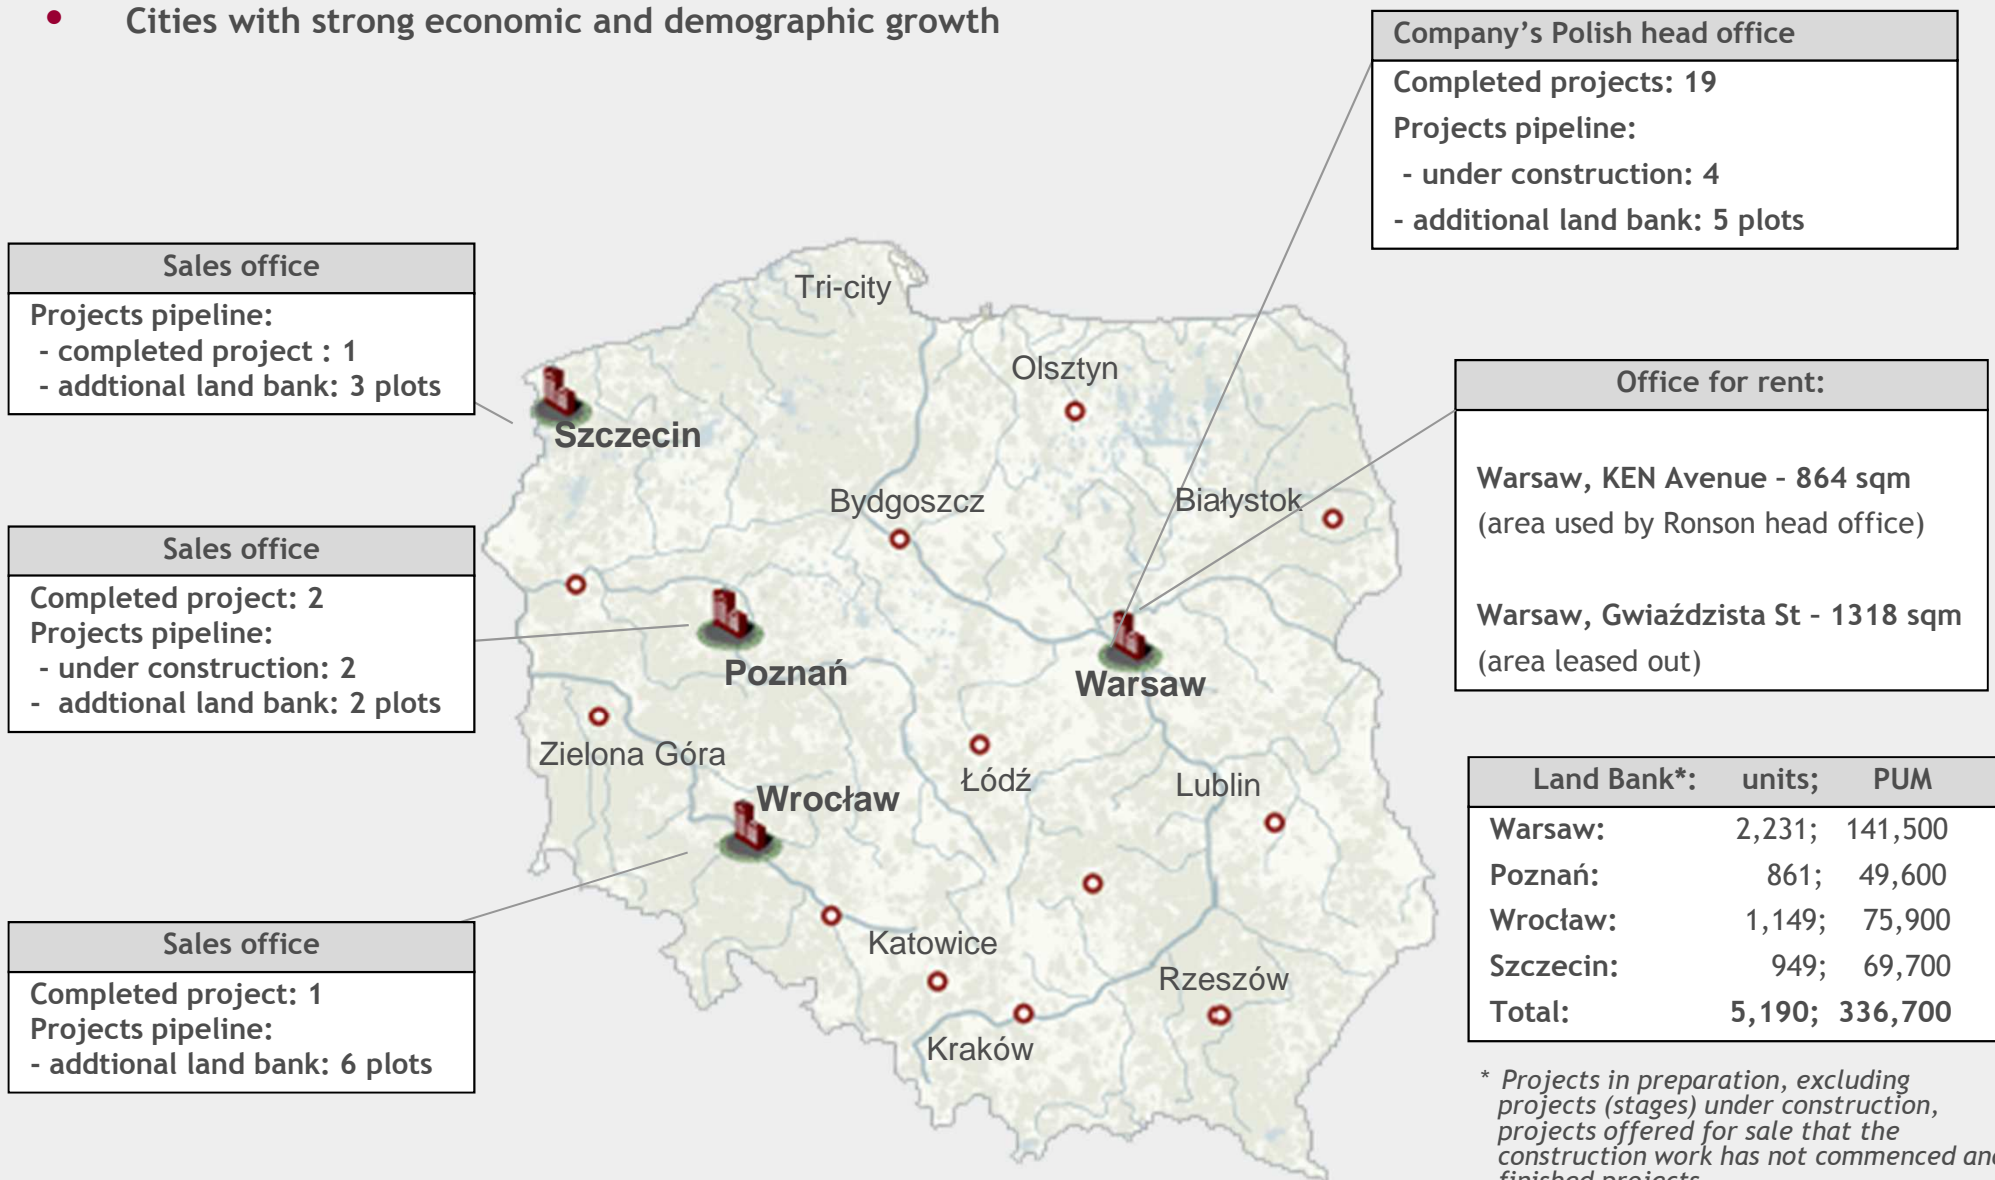 • Cities with strong economic and demographic growth
Company’s Polish head office
Completed projects: 19
Projects pipeline:
- under construction: 4
- additional land bank: 5 plots
Sales office
Projects pipeline:
- completed project : 1
- addtional land bank: 3 plots
Sales office
Completed project: 2
Projects pipeline:
- under construction: 2
- addtional land bank: 2 plots
Sales office
Completed project: 1
Projects pipeline:
- addtional land bank: 6 plots
Tri-city
Olsztyn
Szczecin
Bydgoszcz
Białystok
Poznań
Warsaw
Zielona Góra
Wrocław
Łódź
Lublin
Katowice
Rzeszów
Kraków
Office for rent:
Warsaw, KEN Avenue – 864 sqm
(area used by Ronson head office)
Warsaw, Gwiaździsta St – 1318 sqm
(area leased out)
Land Bank*: units; PUM
Warsaw: 2,231; 141,500
Poznań: 861; 49,600
Wrocław: 1,149; 75,900
Szczecin: 949; 69,700
Total: 5,190; 336,700
* Projects in preparation, excluding
projects (stages) under construction,
projects offered for sale that the
construction work has not commenced and
finished projects